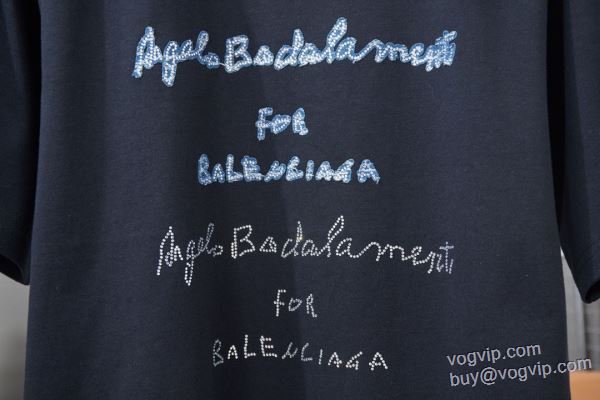 Angelo Badalamenti
FOR
BALENCIAGA
Angelo Badalamenti
FOR
BALENCIAGA
vogvip.com
buy@vogvip.com